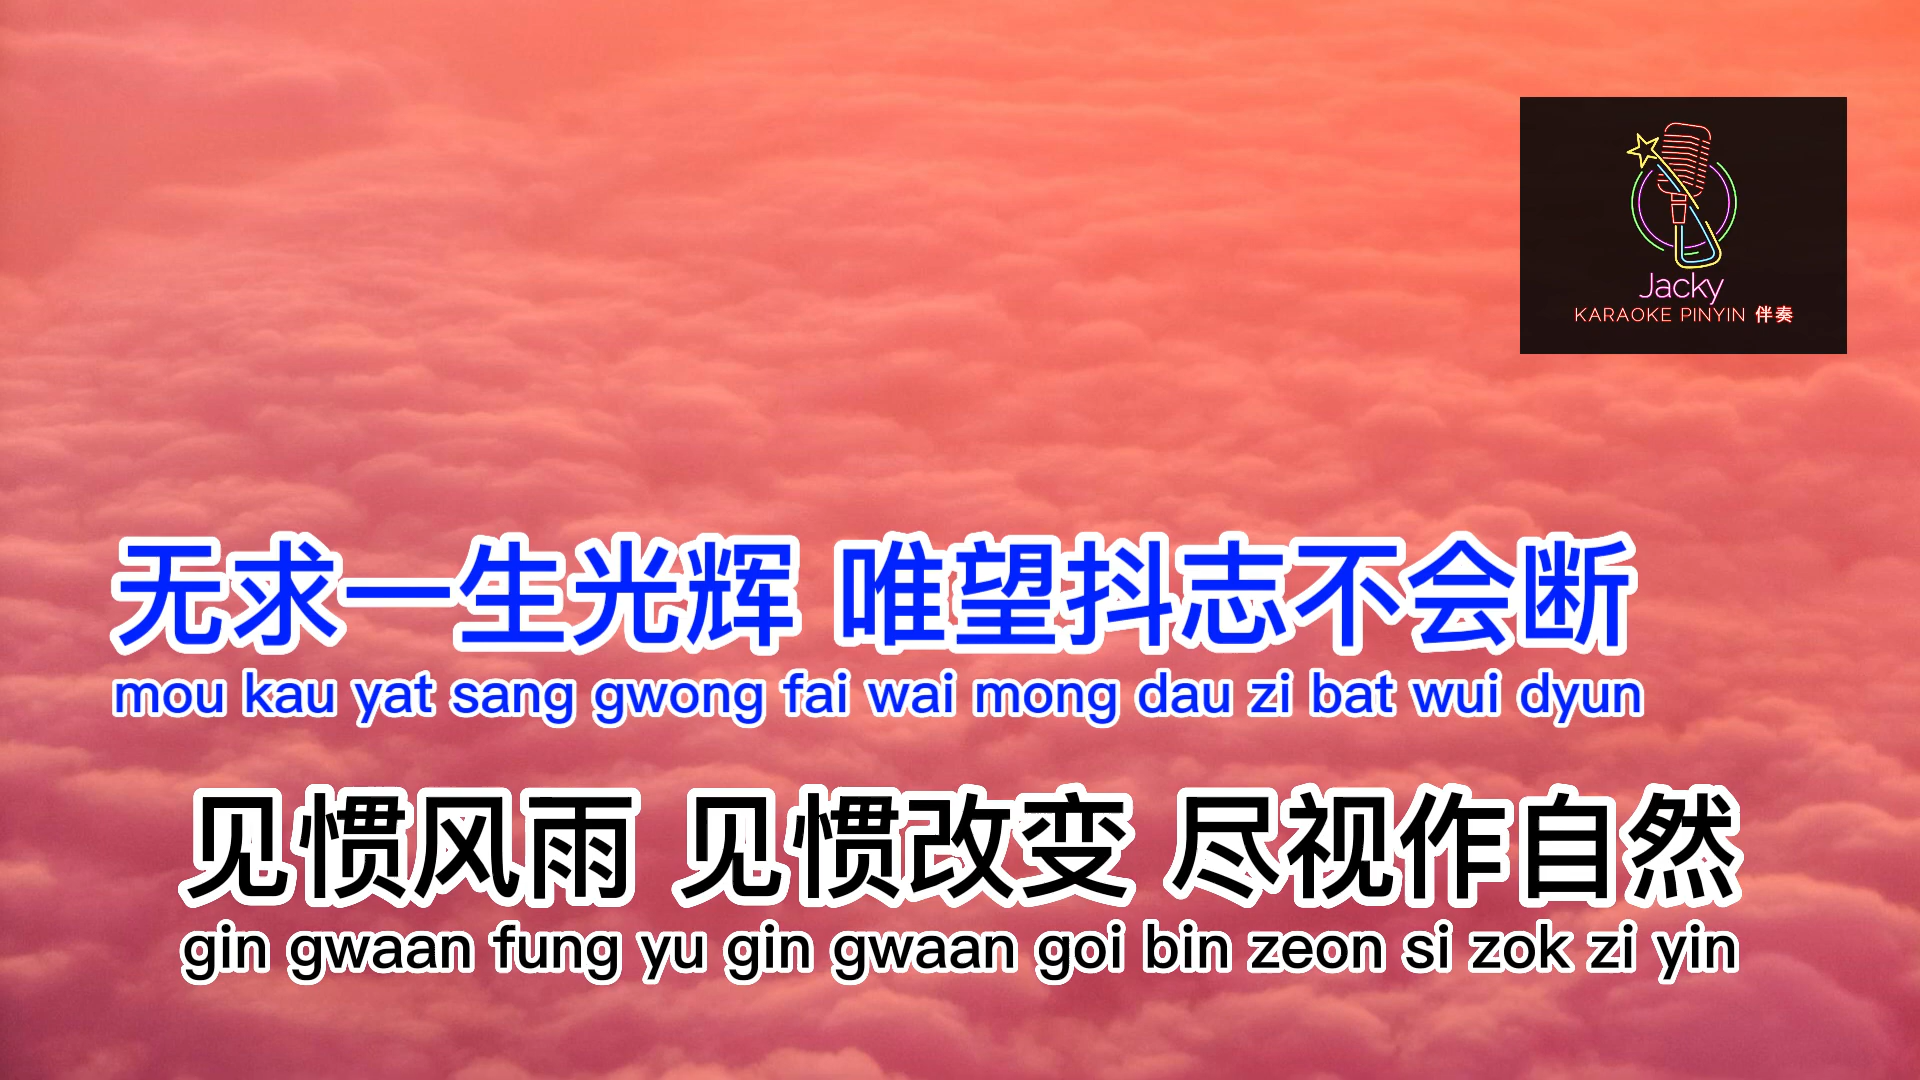 Jacky
KARAOKE PINYIN 伴奏
无求一生光辉 唯望抖志不会断
mou kau yat sang gwong fai wai mong dau zi bat wui dyun
见惯风雨 见惯改变 尽视作自然
gin gwaan fung yu gin gwaan goi bin zeon si zok zi yin